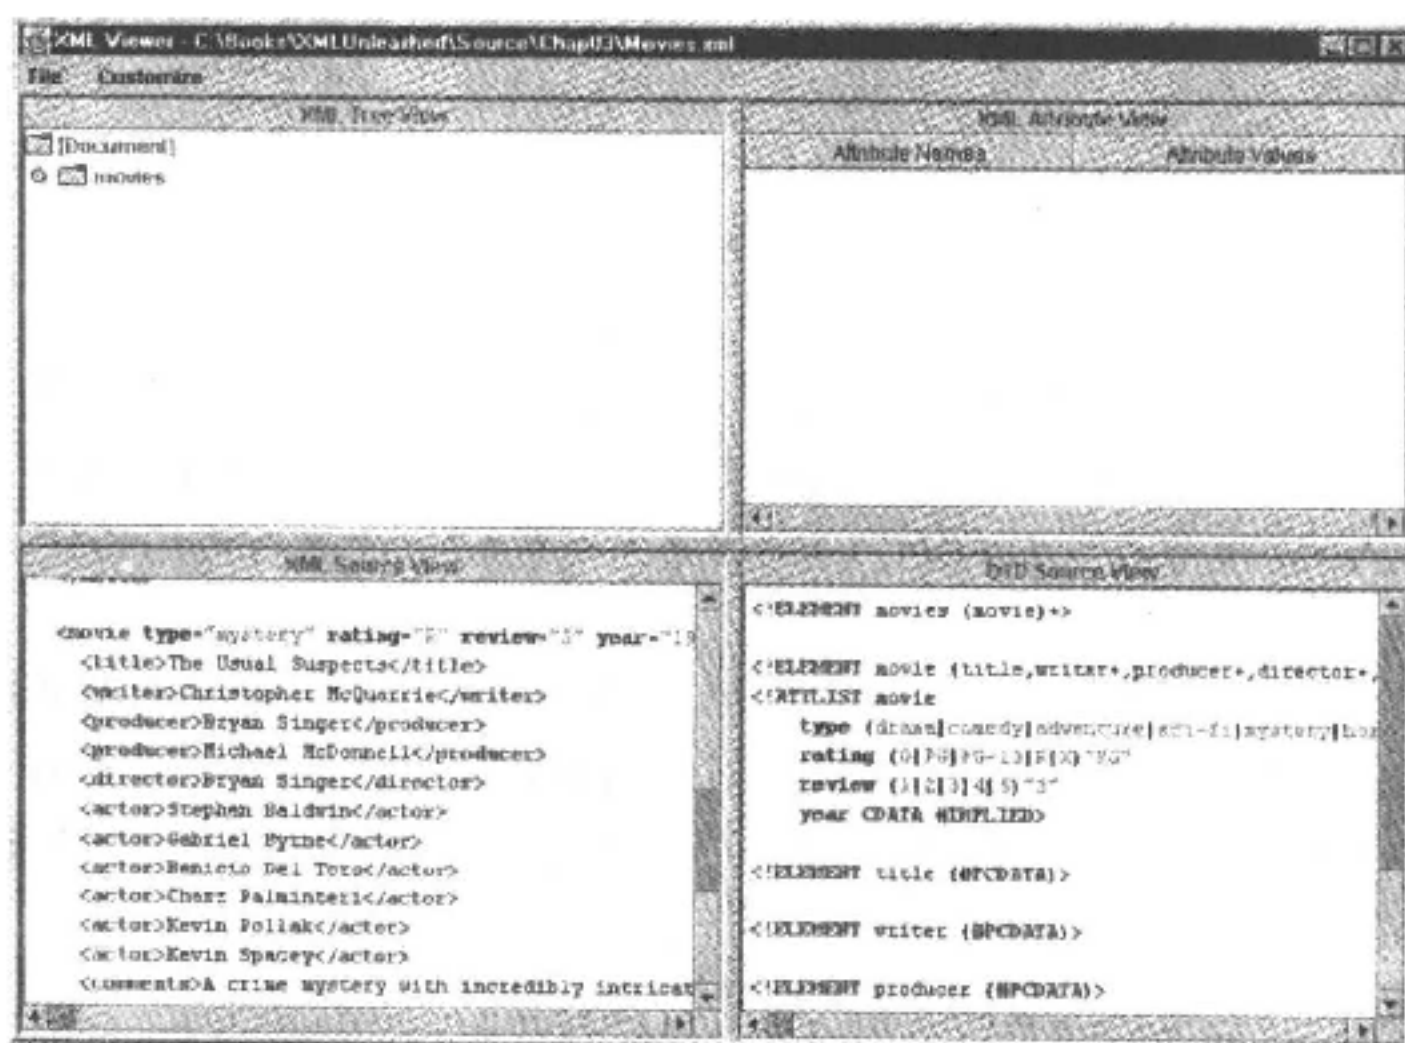 XML Viewer - C:\Books\XMLUnleashed\Source\Chap03\Movies.xml
File Customize
XML Tree View
[Document]
movies
XML Attribute View
Attribute Names Attribute Values
XML Source View
<movie type="mystery" rating="R" review="5" year="19
<title>The Usual Suspects</title>
<writer>Christopher McQuarrie</writer>
<producer>Bryan Singer</producer>
<producer>Michael McDonnell</producer>
<director>Bryan Singer</director>
<actor>Stephen Baldwin</actor>
<actor>Gabriel Byrne</actor>
<actor>Benicio Del Toro</actor>
<actor>Chazz Palminteri</actor>
<actor>Kevin Pollak</actor>
<actor>Kevin Spacey</actor>
<comments>A crime mystery with incredibly intricat
DTD Source View
<!ELEMENT movies (movie)+>
<!ELEMENT movie (title,writer+,producer+,director+,
<!ATTLIST movie
type (drama|comedy|adventure|sci-fi|mystery|hor
rating (G|PG|PG-13|R|X) "PG"
review (1|2|3|4|5) "3"
year CDATA #IMPLIED>
<!ELEMENT title (#PCDATA)>
<!ELEMENT writer (#PCDATA)>
<!ELEMENT producer (#PCDATA)>